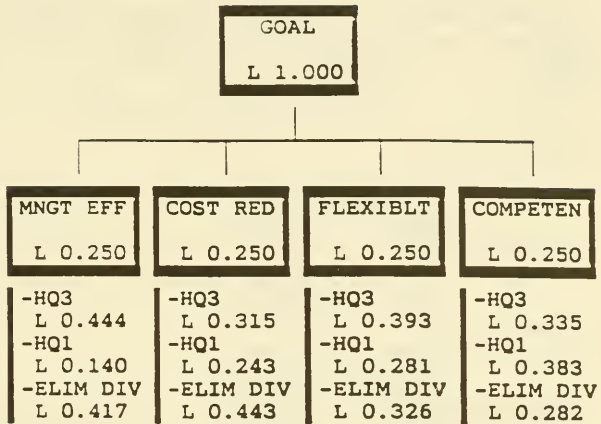 GOAL
L 1.000
MNGT EFF
L 0.250
COST RED
L 0.250
FLEXIBLT
L 0.250
COMPETEN
L 0.250
-HQ3
L 0.444
-HQ1
L 0.140
-ELIM DIV
L 0.417
-HQ3
L 0.315
-HQ1
L 0.243
-ELIM DIV
L 0.443
-HQ3
L 0.393
-HQ1
L 0.281
-ELIM DIV
L 0.326
-HQ3
L 0.335
-HQ1
L 0.383
-ELIM DIV
L 0.282